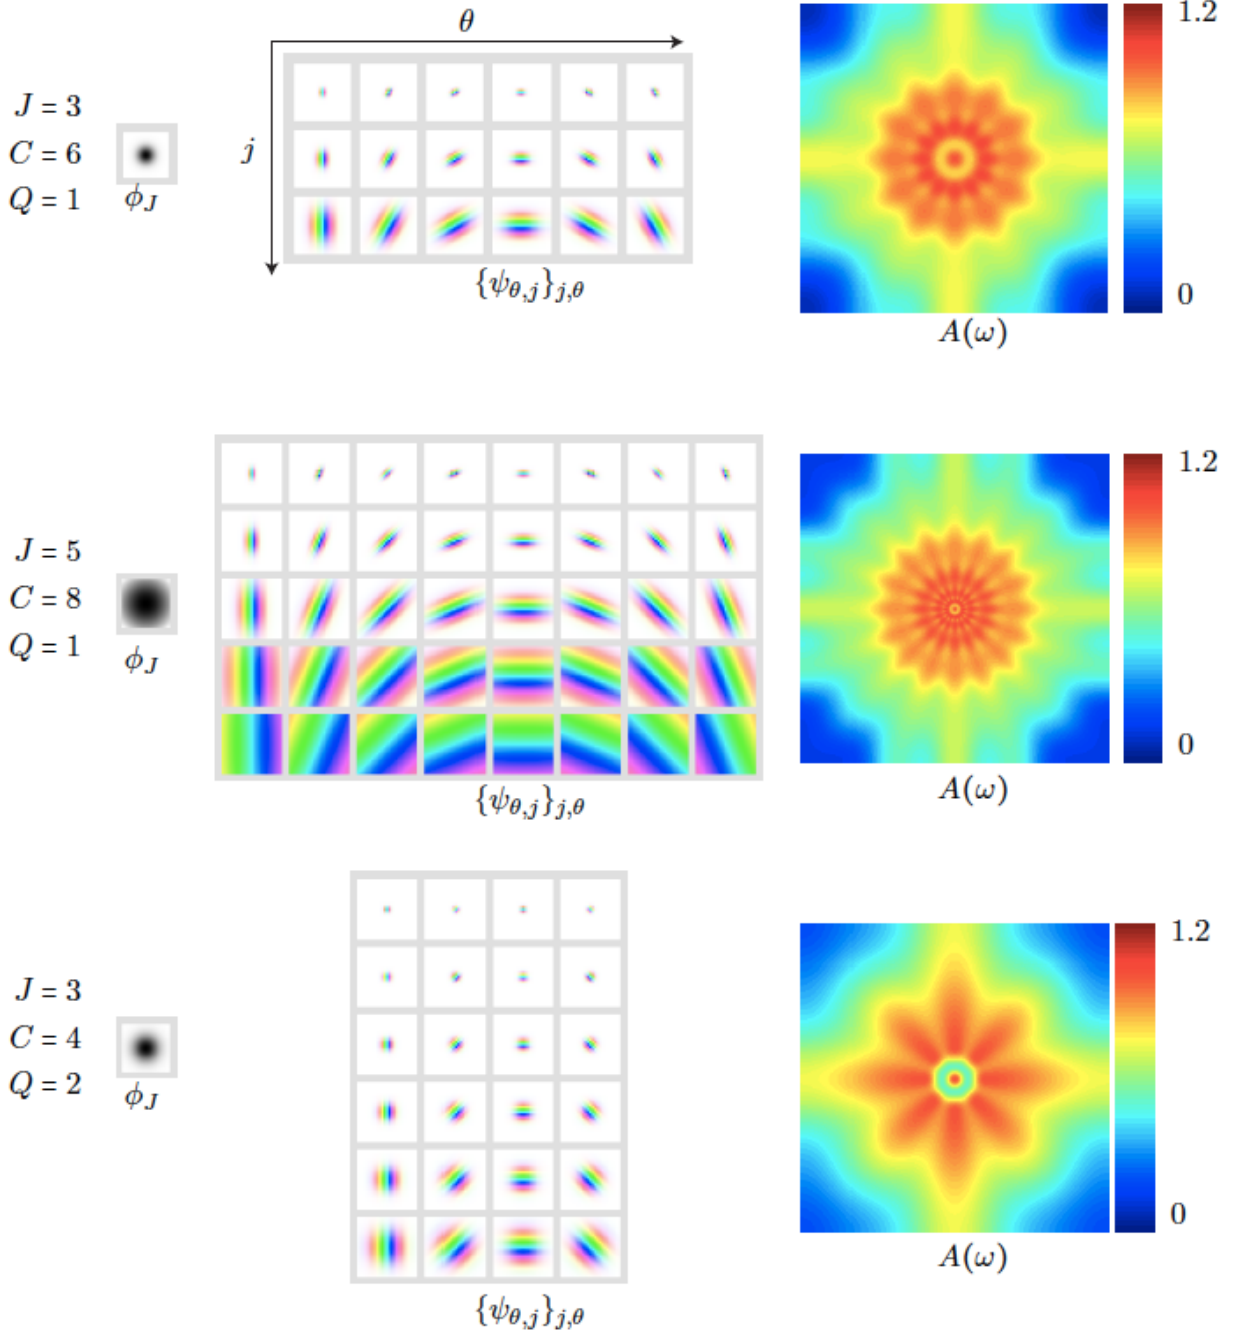 θ
1.2
J = 3
C = 6
j
Q = 1
ϕ_J
{ψ_{θ,j}}_{j,θ}
0
A(ω)
1.2
J = 5
C = 8
Q = 1
ϕ_J
{ψ_{θ,j}}_{j,θ}
0
A(ω)
1.2
J = 3
C = 4
Q = 2
ϕ_J
{ψ_{θ,j}}_{j,θ}
0
A(ω)